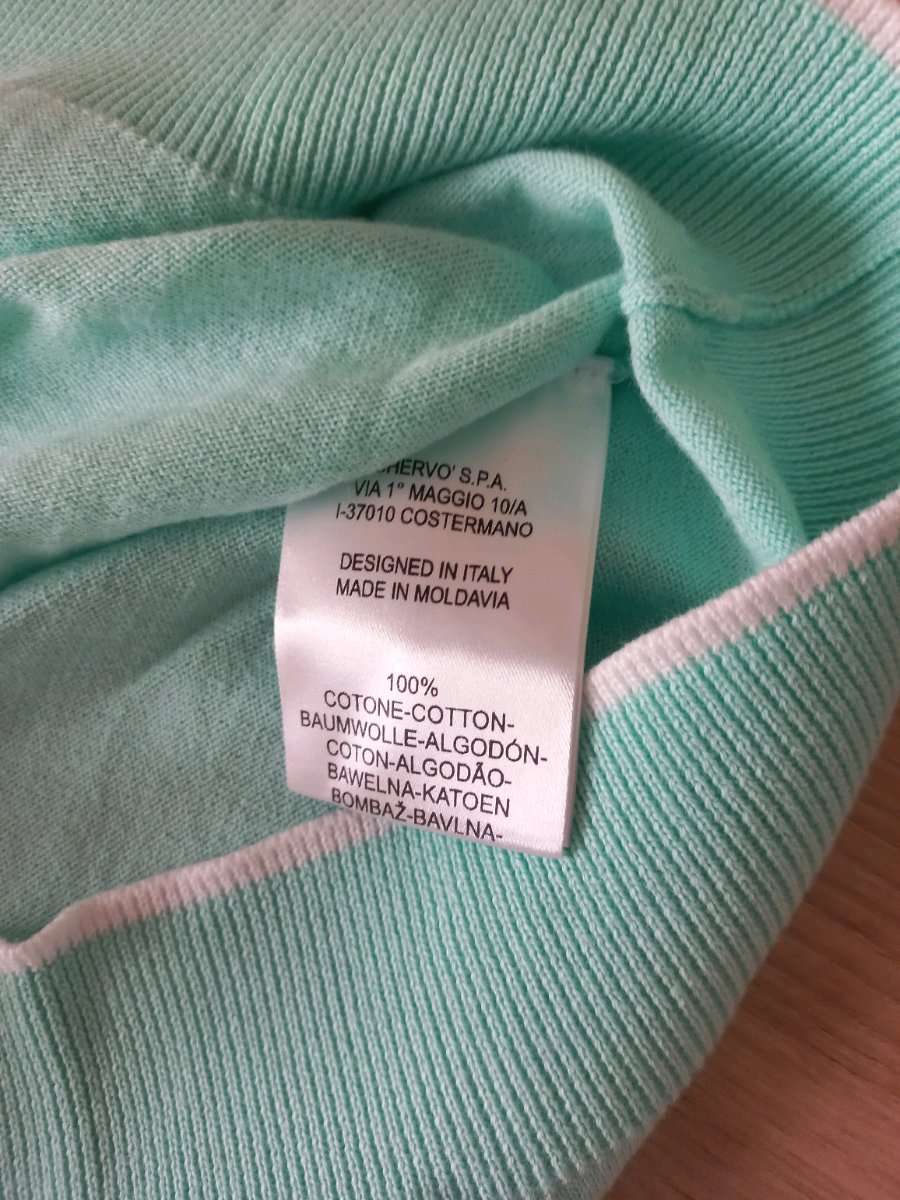 CHERVO' S.P.A.
VIA 1° MAGGIO 10/A
I-37010 COSTERMANO
DESIGNED IN ITALY
MADE IN MOLDAVIA
100%
COTONE-COTTON-
BAUMWOLLE-ALGODÓN-
COTON-ALGODÃO-
BAWELNA-KATOEN
BOMBAŽ-BAVLNA-